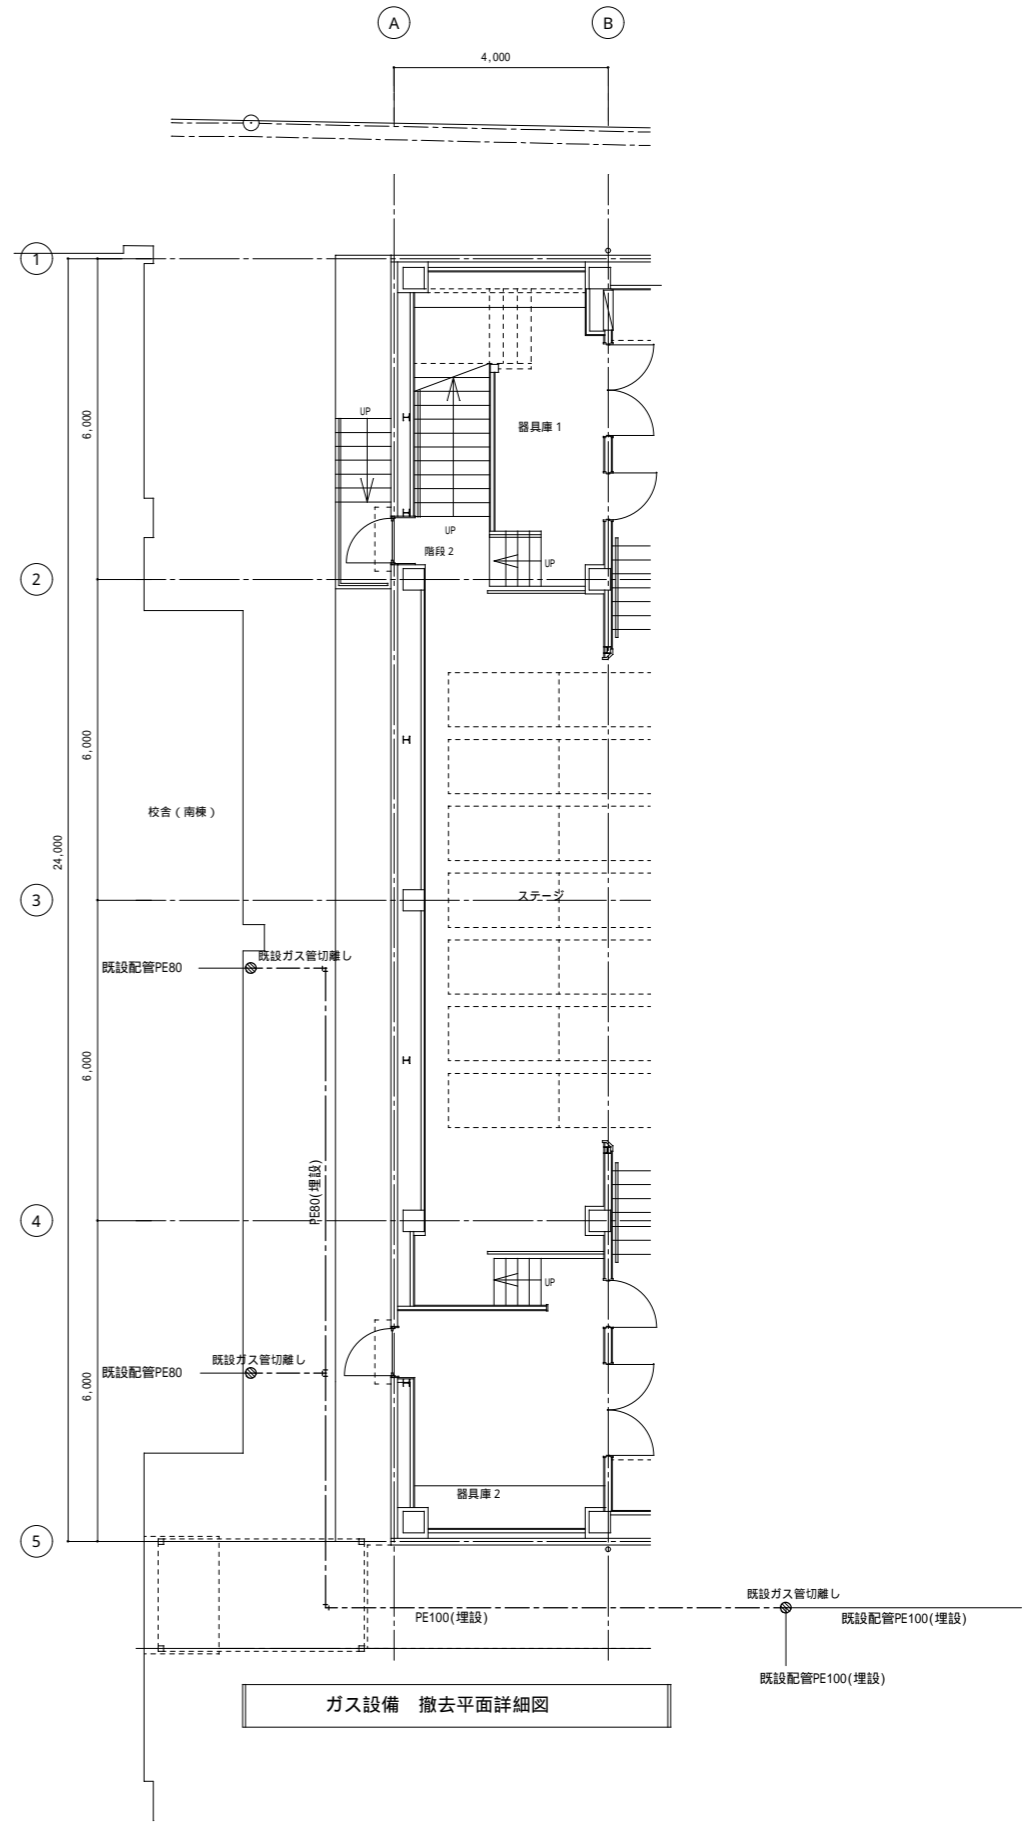 A
B
4,000
1
6,000
UP
器具庫 1
UP
階段 2
UP
2
6,000
校舎 ( 南棟 )
24,000
3
ステージ
既設ガス管切離し
既設配管PE80
6,000
PE80(埋設)
4
UP
既設ガス管切離し
既設配管PE80
6,000
器具庫 2
5
既設ガス管切離し
PE100(埋設)
既設配管PE100(埋設)
既設配管PE100(埋設)
ガス設備 撤去平面詳細図